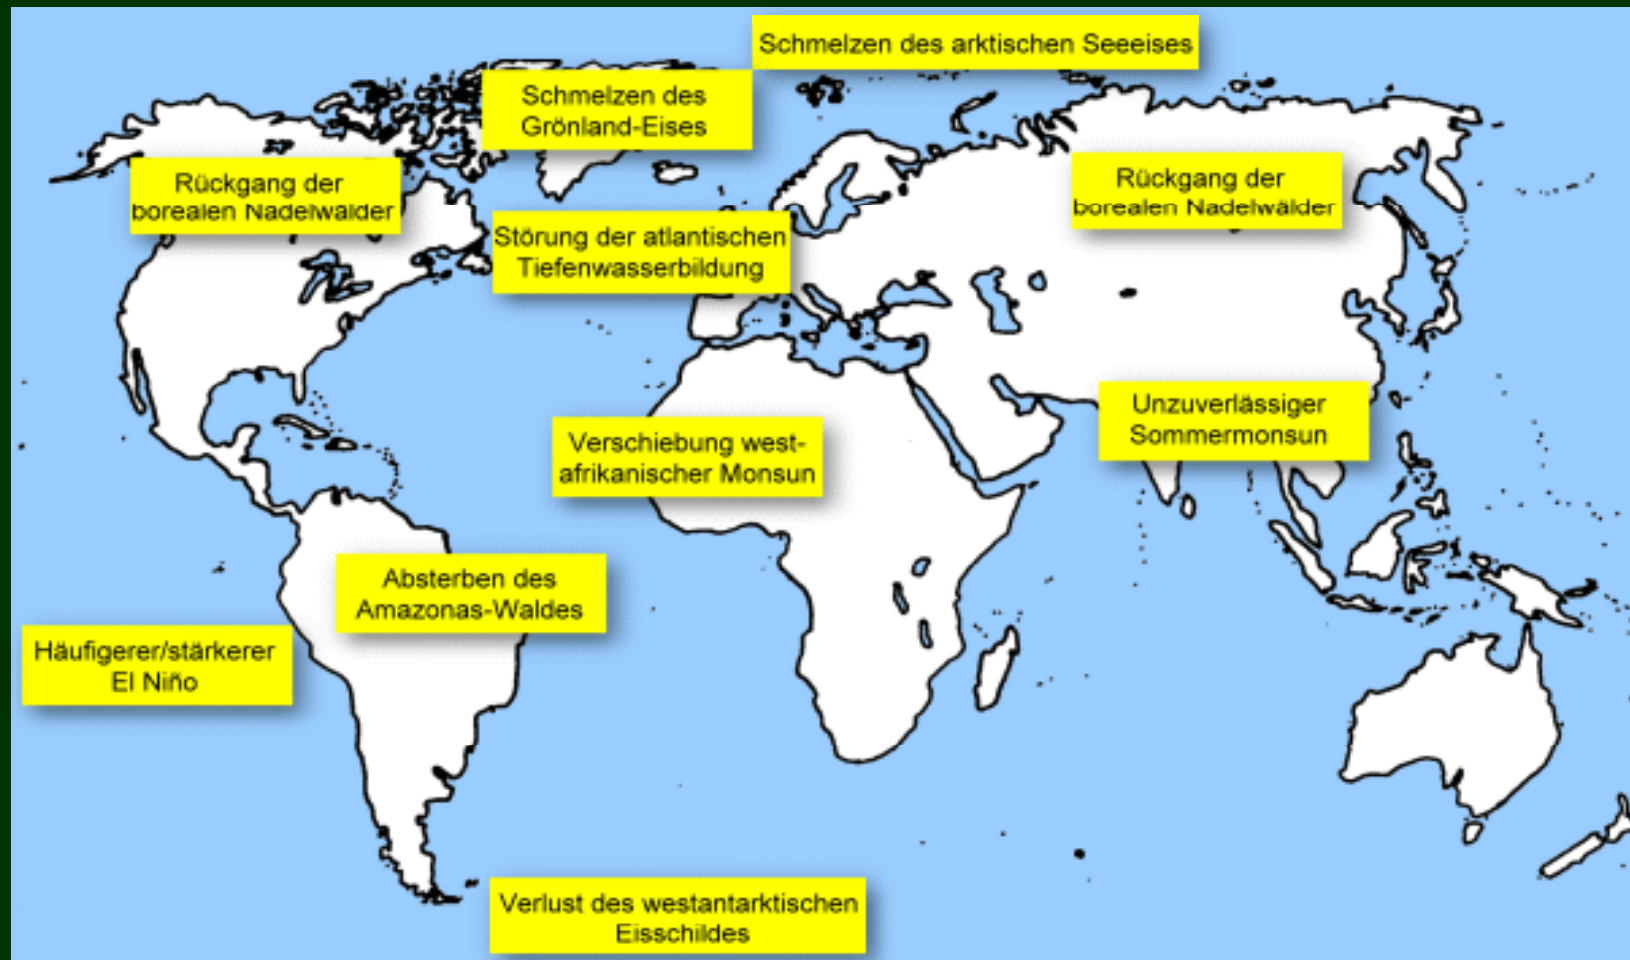 Schmelzen des arktischen Seeeises
Schmelzen des
Grönland-Eises
Rückgang der
borealen Nadelwälder
Rückgang der
borealen Nadelwälder
Störung der atlantischen
Tiefenwasserbildung
Unzuverlässiger
Sommermonsun
Verschiebung west-
afrikanischer Monsun
Absterben des
Amazonas-Waldes
Häufigerer/stärkerer
El Niño
Verlust des westantarktischen
Eisschildes